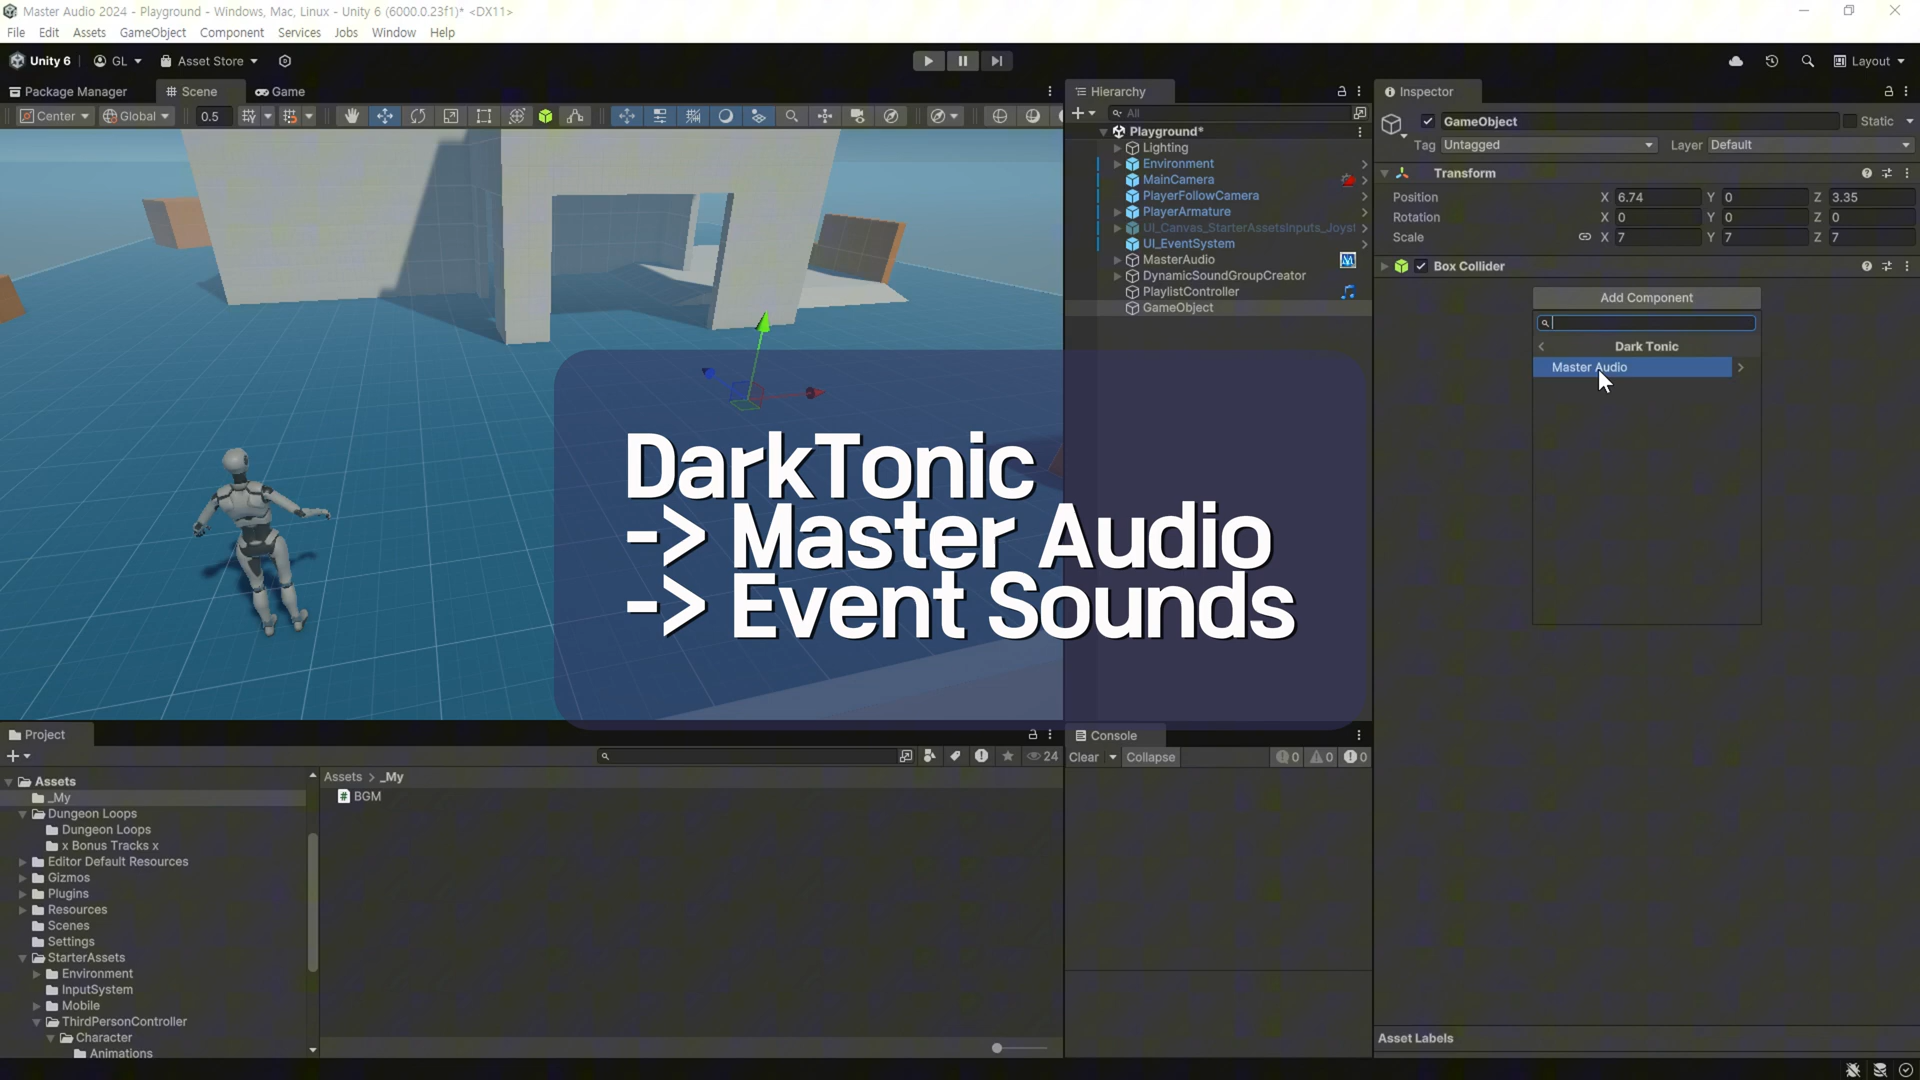 Master Audio 2024 - Playground - Windows, Mac, Linux - Unity 6 (6000.0.23f1)* <DX11>
File Edit Assets GameObject Component Services Jobs Window Help
Unity 6 GL Asset Store Layout
Package Manager Scene Game
Center Global 0.5
Hierarchy
All
Playground*
Lighting
Environment
MainCamera
PlayerFollowCamera
PlayerArmature
UI_Canvas_StarterAssetsInputs_Joyst
UI_EventSystem
MasterAudio
DynamicSoundGroupCreator
PlaylistController
GameObject
Inspector
GameObject Static
Tag Untagged Layer Default
Transform
Position X 6.74 Y 0 Z 3.35
Rotation X 0 Y 0 Z 0
Scale X 7 Y 7 Z 7
Box Collider
Add Component
Dark Tonic
Master Audio
DarkTonic
-> Master Audio
-> Event Sounds
Project
24
Assets
_My
Dungeon Loops
Dungeon Loops
x Bonus Tracks x
Editor Default Resources
Gizmos
Plugins
Resources
Scenes
Settings
StarterAssets
Environment
InputSystem
Mobile
ThirdPersonController
Character
Animations
Assets > _My
BGM
Console
Clear Collapse 0 0 0
Asset Labels